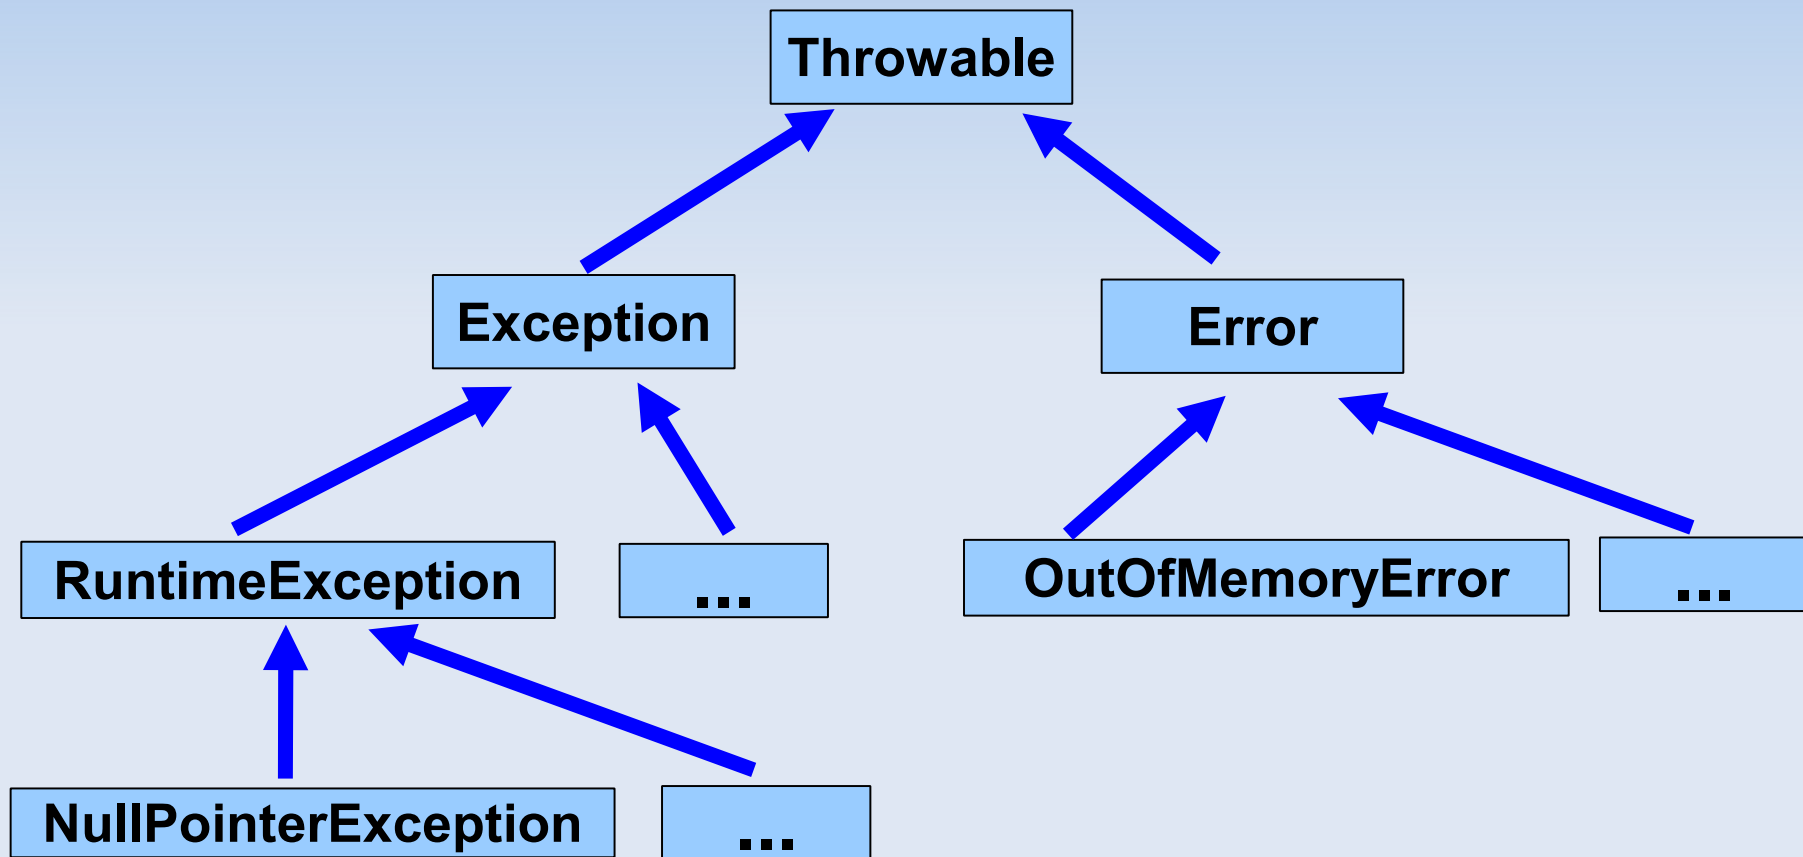 Throwable
Exception
Error
RuntimeException
...
OutOfMemoryError
...
NullPointerException
...